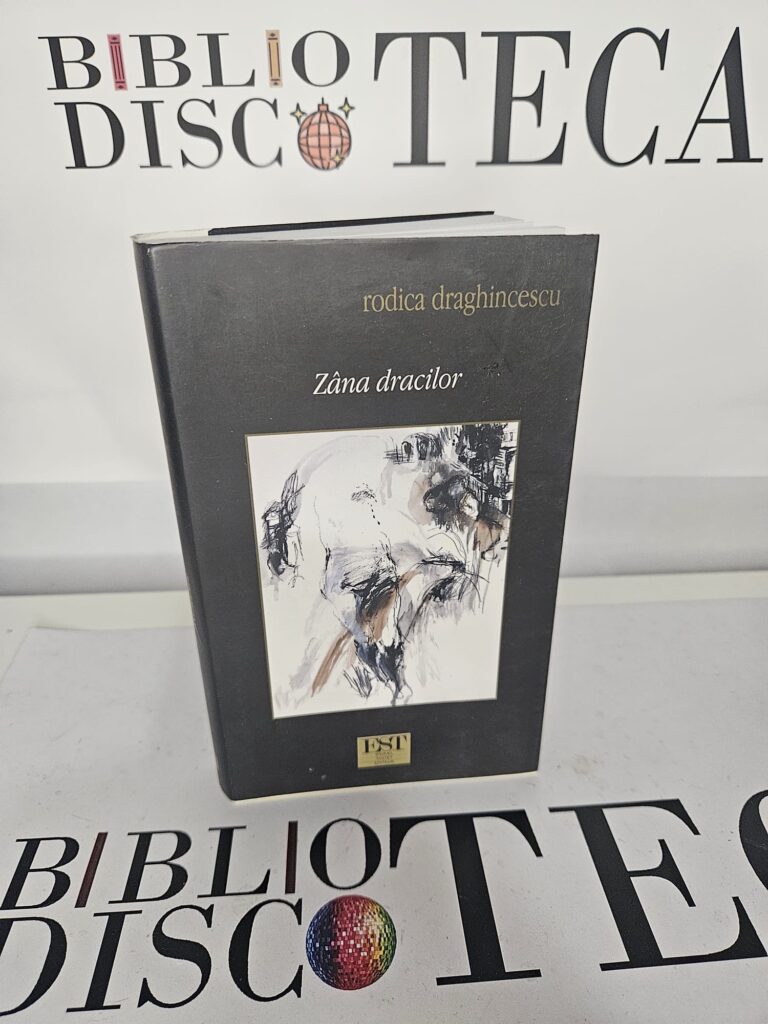 BIBLIO
DISCOTECA
rodica draghincescu
Zâna dracilor
EST
BIBLIO
DISCOTEC